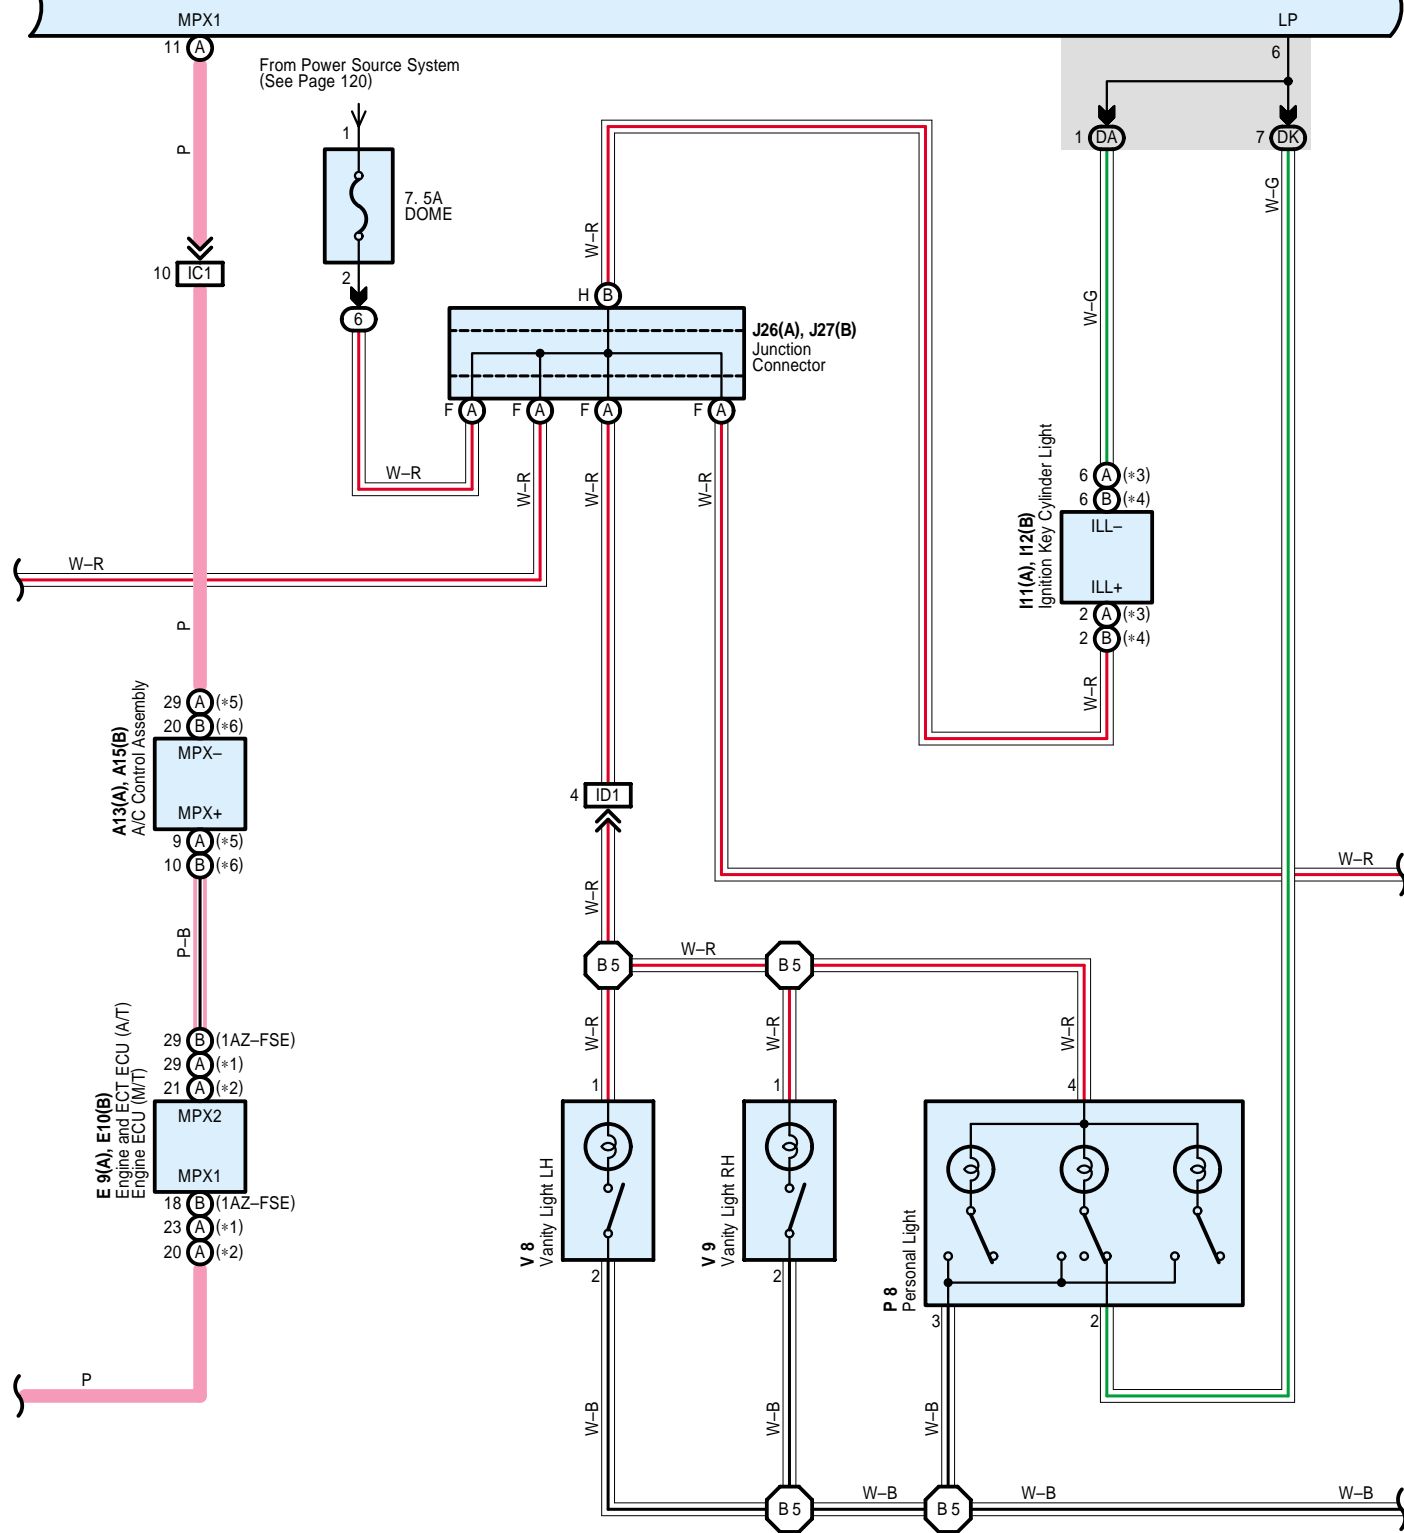 MPX1
LP
11 A
6
From Power Source System
(See Page 120)
1
1 DA
7 DK
P
W–G
7. 5A
DOME
W–R
10 IC1
2
6
H B
W–G
J26(A), J27(B)
Junction
Connector
F A
F A
F A
F A
W–R
W–R
W–R
W–R
I11(A), I12(B)
Ignition Key Cylinder Light
6 A (*3)
6 B (*4)
ILL–
ILL+
2 A (*3)
2 B (*4)
W–R
P
W–R
A13(A), A15(B)
A/C Control Assembly
29 A (*5)
20 B (*6)
MPX–
MPX+
9 A (*5)
10 B (*6)
4 ID1
W–R
W–R
P–B
B 5
W–R
B 5
E 9(A), E10(B)
Engine and ECT ECU (A/T)
Engine ECU (M/T)
29 B (1AZ–FSE)
29 A (*1)
21 A (*2)
MPX2
MPX1
18 B (1AZ–FSE)
23 A (*1)
20 A (*2)
W–R
W–R
W–R
1
1
4
V 8
Vanity Light LH
V 9
Vanity Light RH
P 8
Personal Light
2
2
3
2
P
W–B
W–B
W–B
B 5
W–B
B 5
W–B
W–B